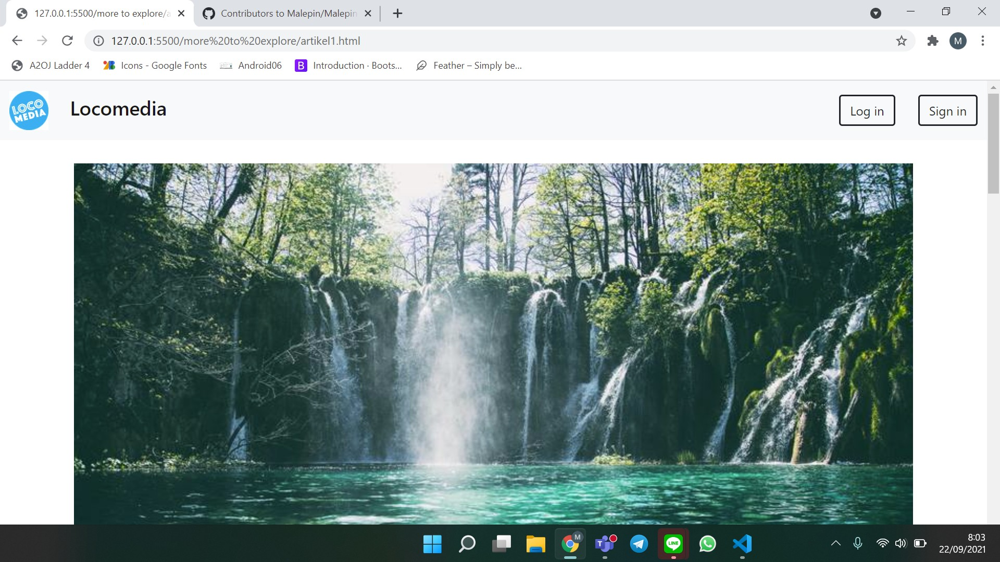 127.0.0.1:5500/more to explore/a
Contributors to Malepin/Malepin
127.0.0.1:5500/more%20to%20explore/artikel1.html
M
A2OJ Ladder 4
Icons - Google Fonts
Android06
B
Introduction · Boots...
Feather – Simply be...
LOCO
MEDIA
Locomedia
Log in
Sign in
M
T
LINE
8:03
22/09/2021